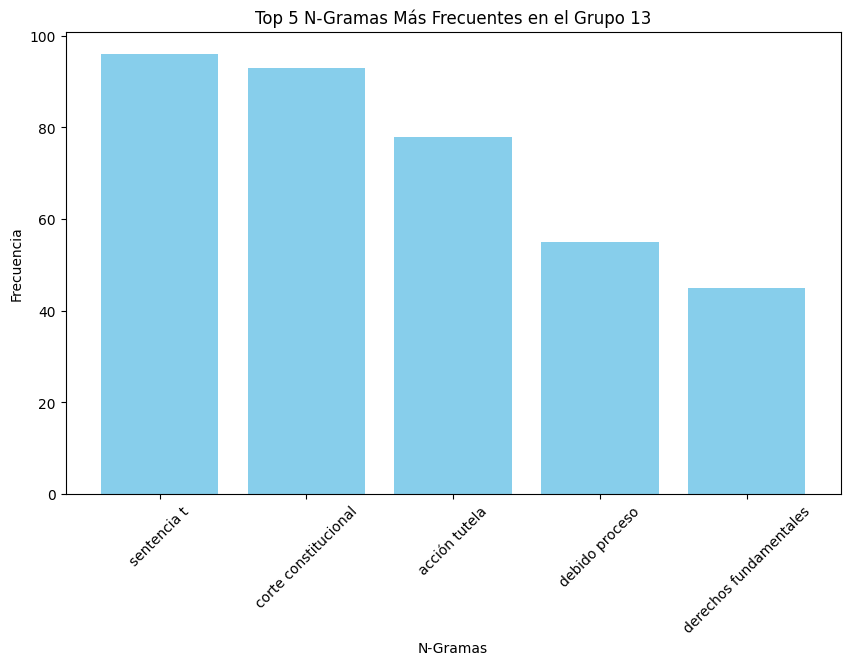 Top 5 N-Gramas Más Frecuentes en el Grupo 13
Frecuencia
100
80
60
40
20
0
sentencia t
corte constitucional
acción tutela
debido proceso
derechos fundamentales
N-Gramas